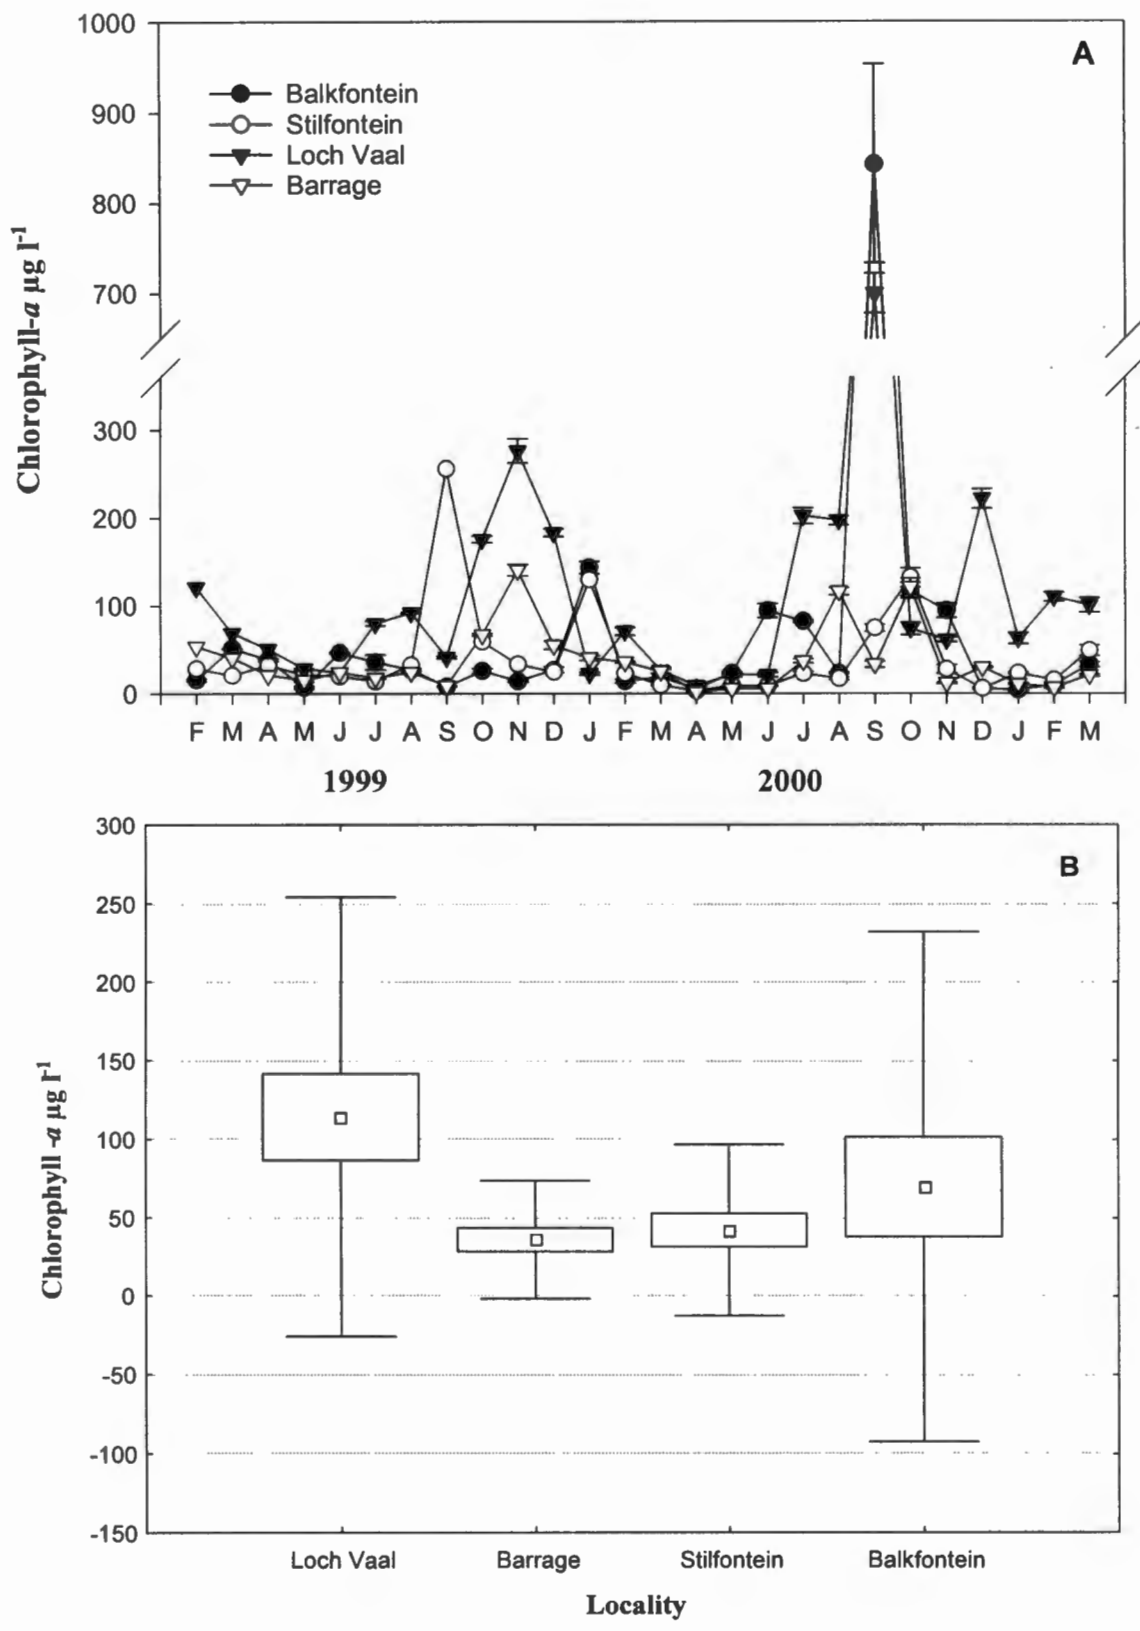 A
Balkfontein
Stilfontein
Loch Vaal
Barrage
Chlorophyll-a µg l-1
1000
900
800
700
300
200
100
0
F M A M J J A S O N D J F M A M J J A S O N D J F M
1999 2000
B
Chlorophyll -a µg l-1
300
250
200
150
100
50
0
-50
-100
-150
Loch Vaal Barrage Stilfontein Balkfontein
Locality